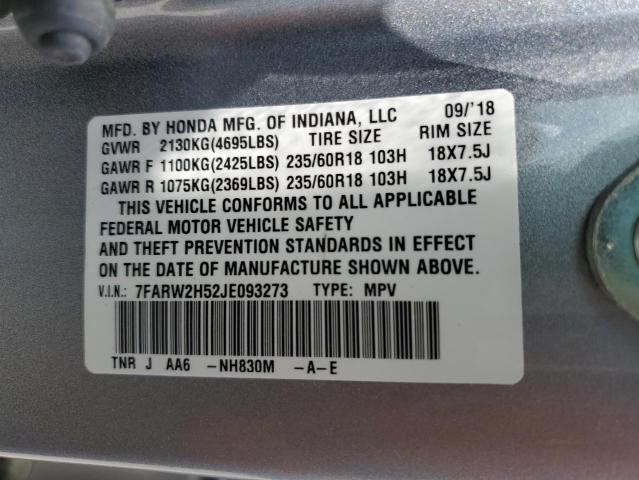 MFD. BY HONDA MFG. OF INDIANA, LLC 09/'18
GVWR 2130KG(4695LBS) TIRE SIZE RIM SIZE
GAWR F 1100KG(2425LBS) 235/60R18 103H 18X7.5J
GAWR R 1075KG(2369LBS) 235/60R18 103H 18X7.5J
THIS VEHICLE CONFORMS TO ALL APPLICABLE
FEDERAL MOTOR VEHICLE SAFETY
AND THEFT PREVENTION STANDARDS IN EFFECT
ON THE DATE OF MANUFACTURE SHOWN ABOVE.
V.I.N.: 7FARW2H52JE093273 TYPE: MPV
TNR J AA6 -NH830M -A-E